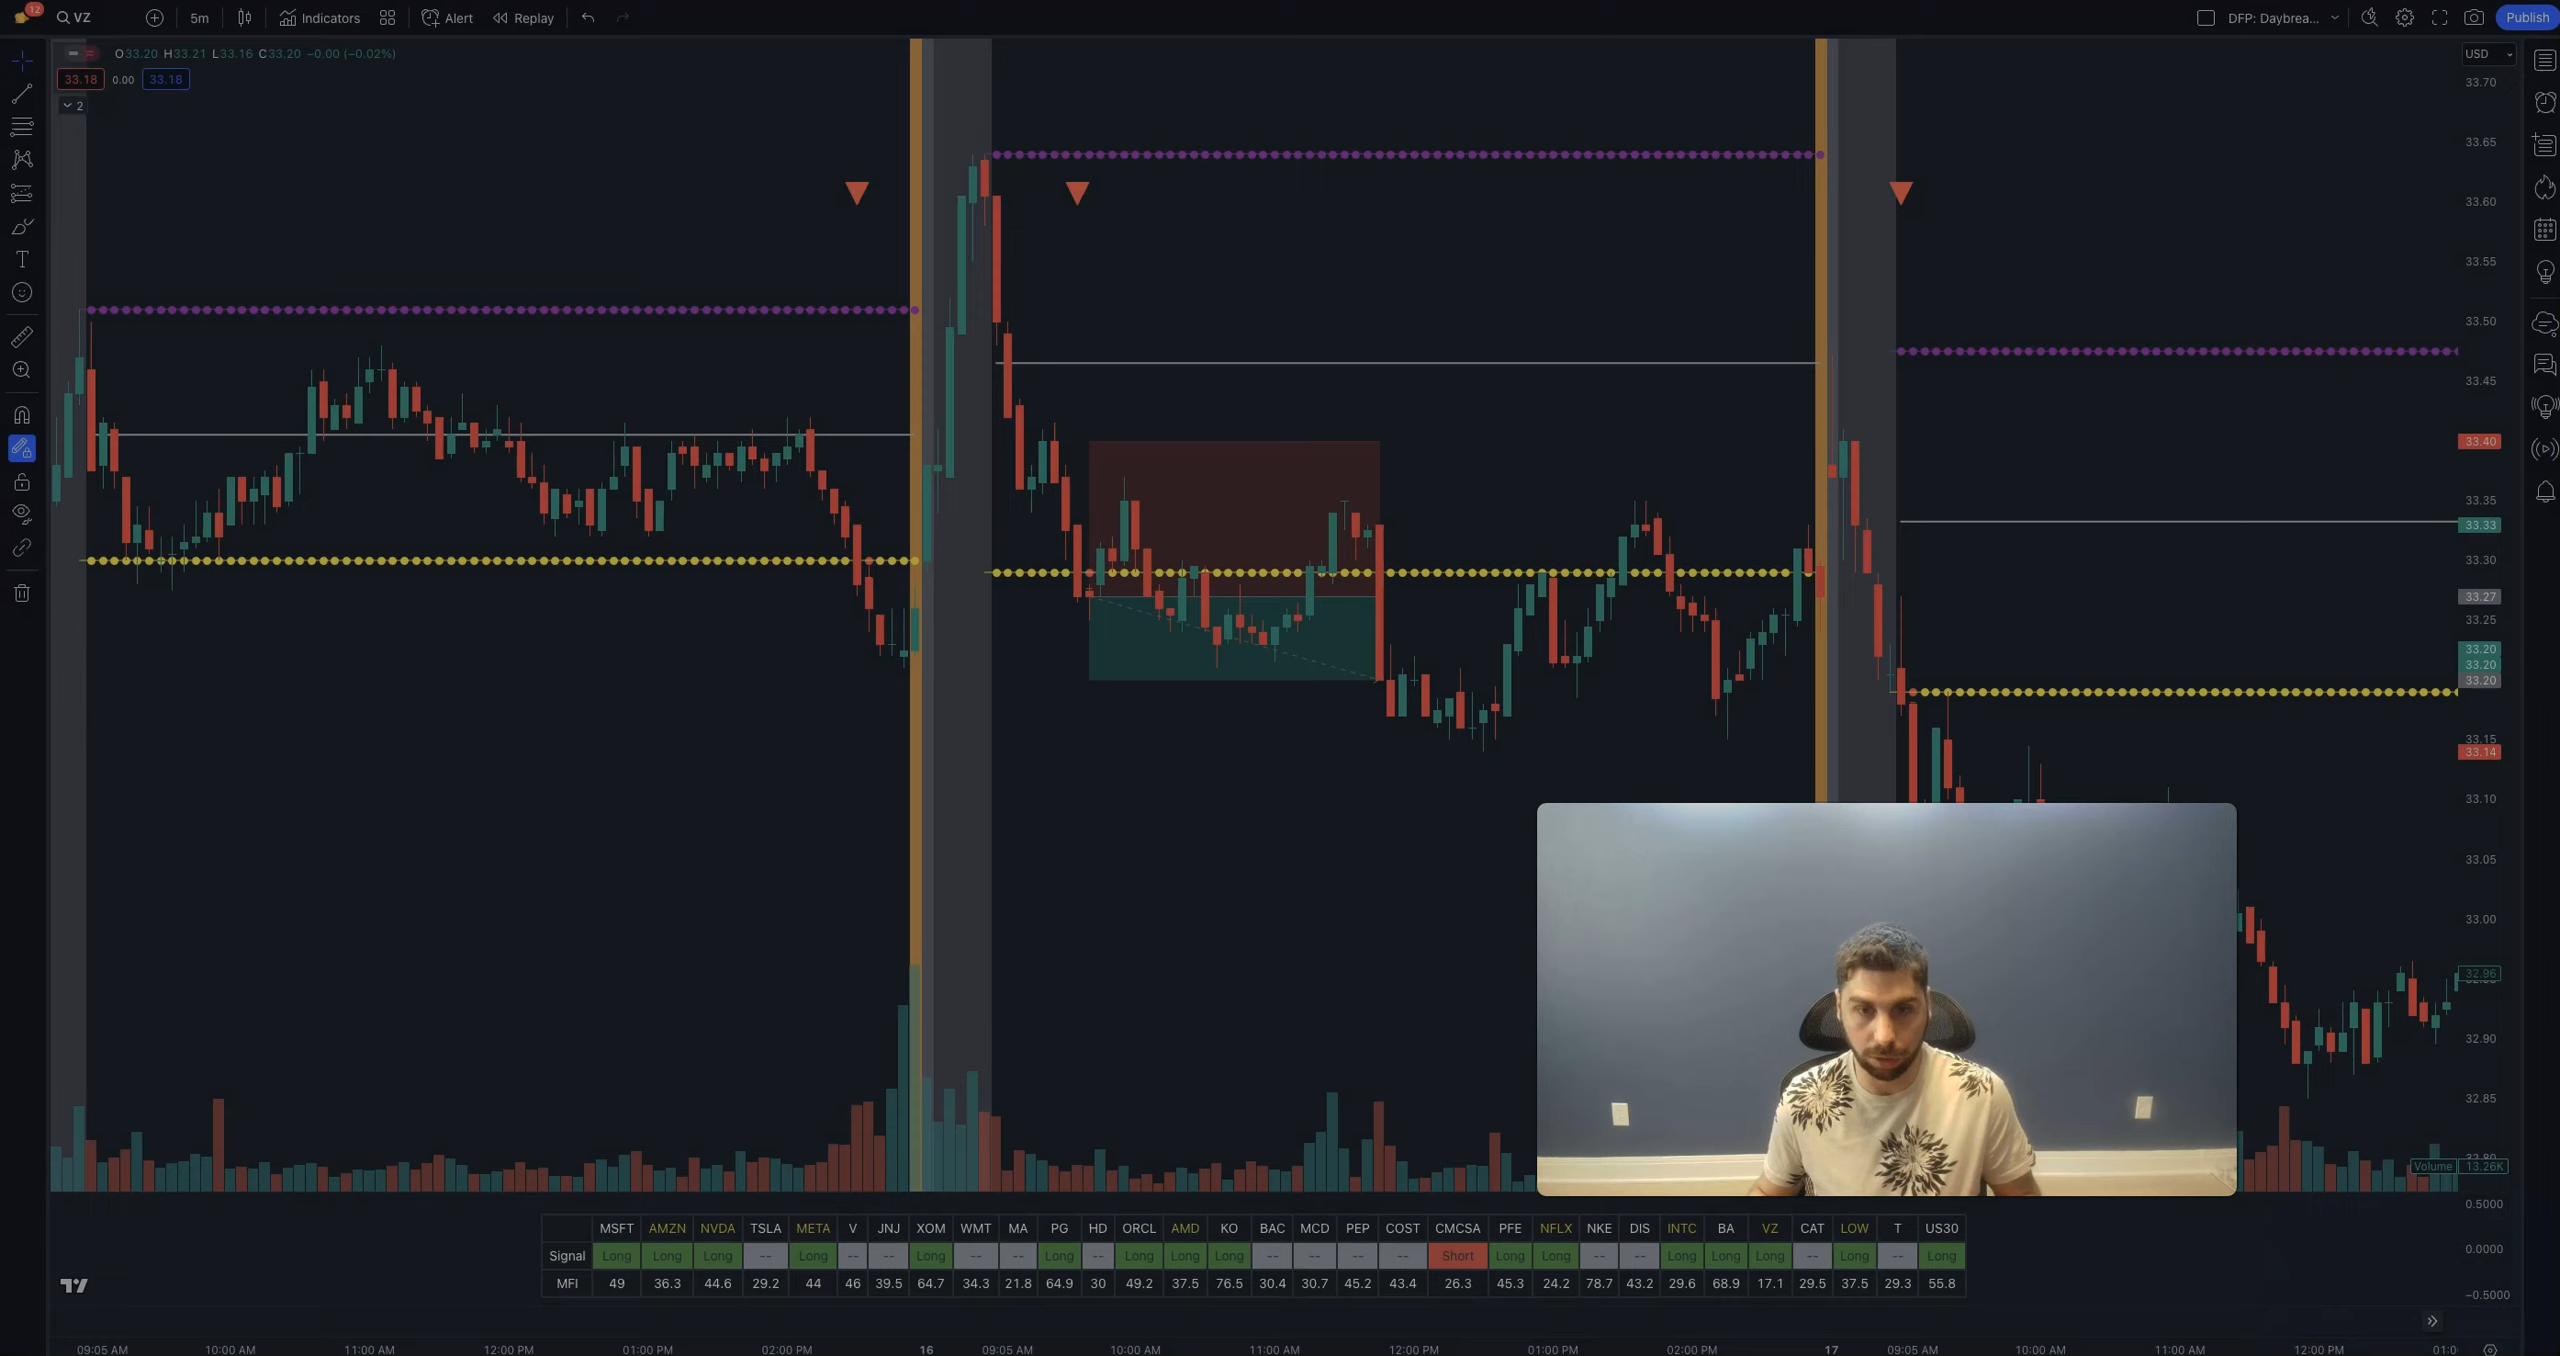 12
VZ
5m
Indicators
Alert
Replay
DFP: Daybrea...
Publish
O33.20 H33.21 L33.16 C33.20 −0.00 (−0.02%)
USD
33.18 0.00 33.18
2
33.70
33.65
33.60
33.55
33.50
33.45
33.40
33.35
33.33
33.30
33.27
33.25
33.20
33.20
33.20
33.15
33.14
33.10
33.05
33.00
32.96
32.90
32.85
Volume 13.26K
0.5000
0.0000
−0.5000
MSFT AMZN NVDA TSLA META V JNJ XOM WMT MA PG HD ORCL AMD KO BAC MCD PEP COST CMCSA PFE NFLX NKE DIS INTC BA VZ CAT LOW T US30
Signal Long Long Long -- Long -- -- Long -- -- Long -- Long Long Long -- -- -- -- Short Long Long -- -- Long Long Long -- Long -- Long
MFI 49 36.3 44.6 29.2 44 46 39.5 64.7 34.3 21.8 64.9 30 49.2 37.5 76.5 30.4 30.7 45.2 43.4 26.3 45.3 24.2 78.7 43.2 29.6 68.9 17.1 29.5 37.5 29.3 55.8
09:05 AM 10:00 AM 11:00 AM 12:00 PM 01:00 PM 02:00 PM 16 09:05 AM 10:00 AM 11:00 AM 12:00 PM 01:00 PM 02:00 PM 17 09:05 AM 10:00 AM 11:00 AM 12:00 PM 01:0